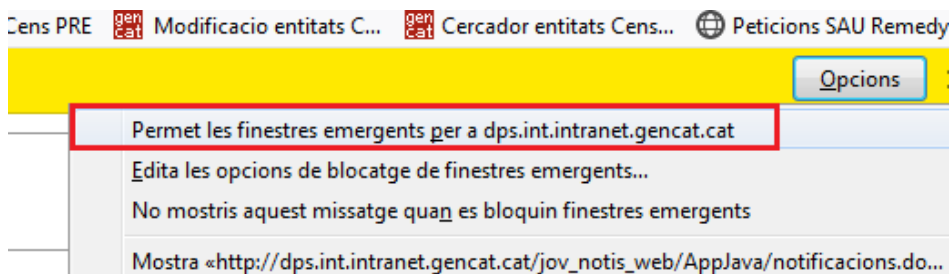 Cens PRE gen cat Modificacio entitats C... gen cat Cercador entitats Cens... Peticions SAU Remedy
Opcions
Permet les finestres emergents per a dps.int.intranet.gencat.cat
Edita les opcions de blocatge de finestres emergents...
No mostris aquest missatge quan es bloquin finestres emergents
Mostra «http://dps.int.intranet.gencat.cat/jov_notis_web/AppJava/notificacions.do...